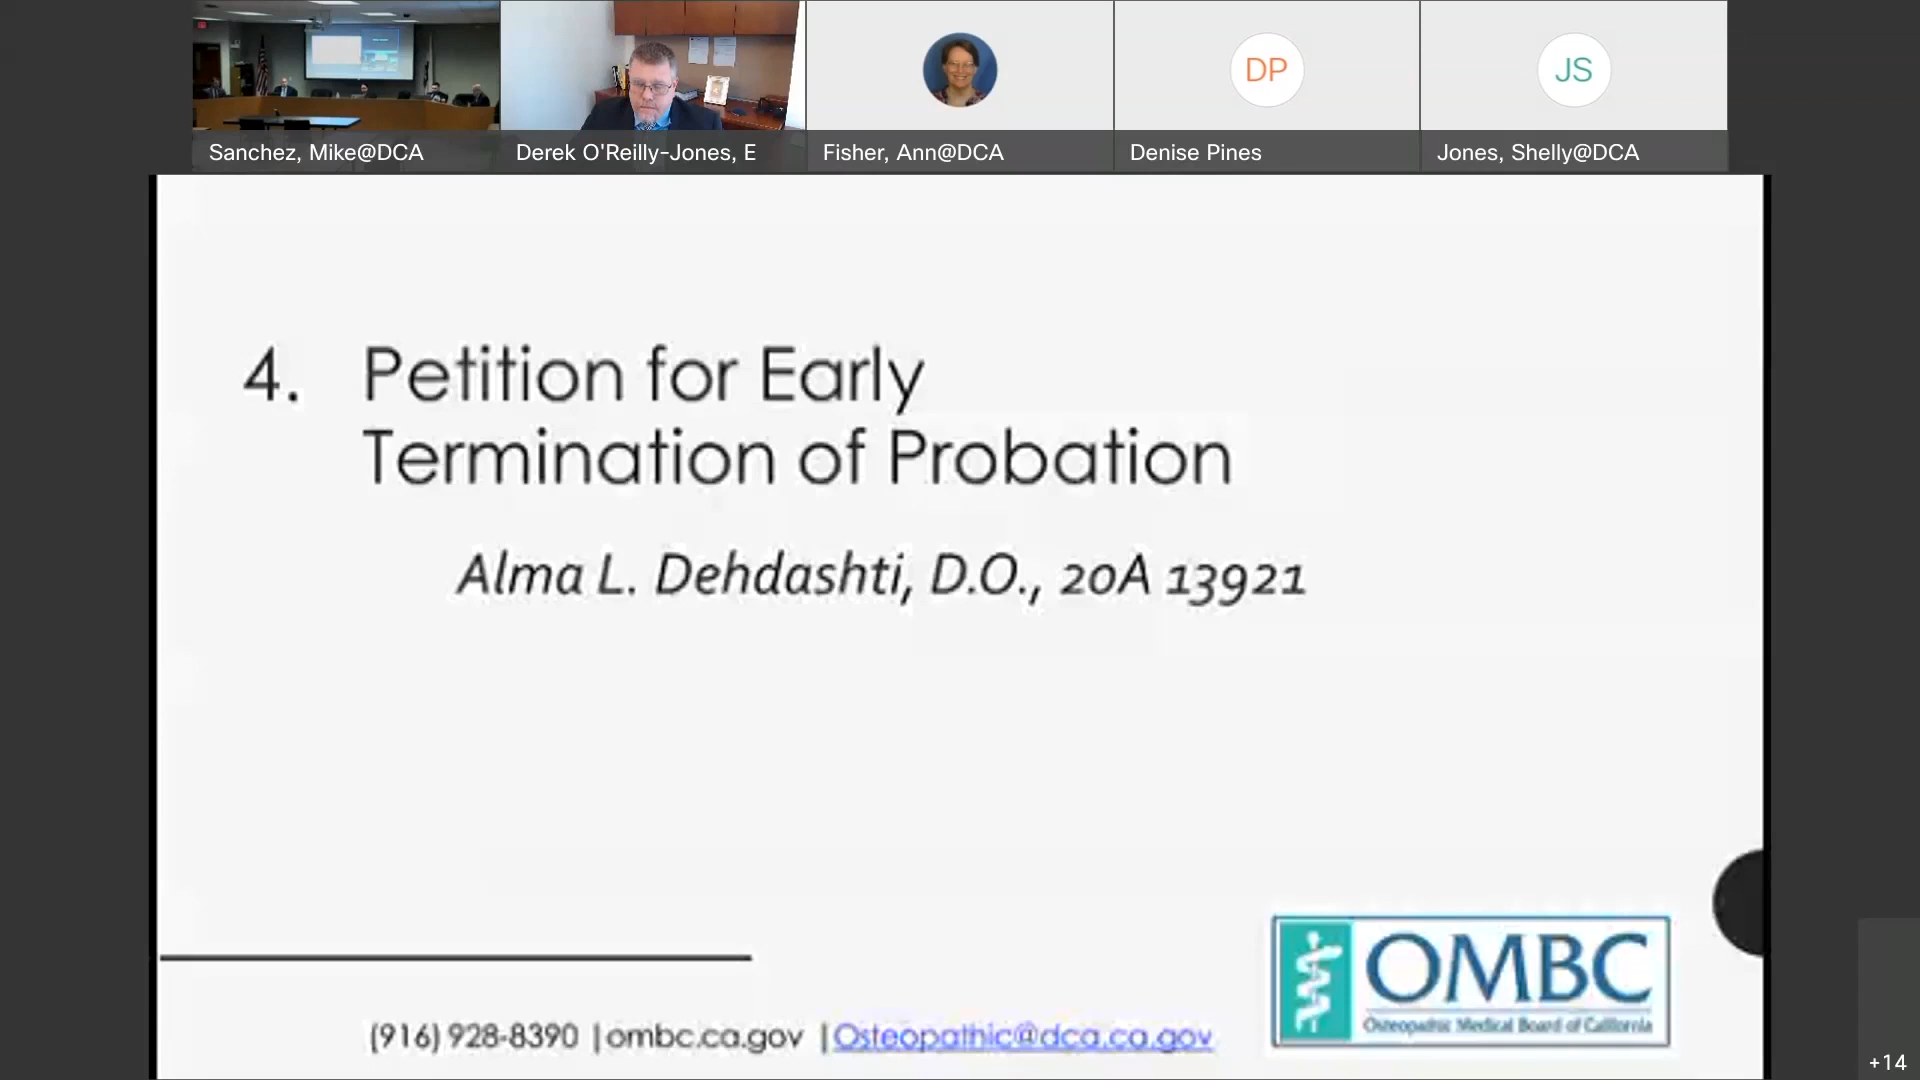 DP
JS
Sanchez, Mike@DCA
Derek O'Reilly-Jones, E
Fisher, Ann@DCA
Denise Pines
Jones, Shelly@DCA
4. Petition for Early
Termination of Probation
Alma L. Dehdashti, D.O., 20A 13921
OMBC
Osteopathic Medical Board of California
(916) 928-8390 | ombc.ca.gov | Osteopathic@dca.ca.gov
+14